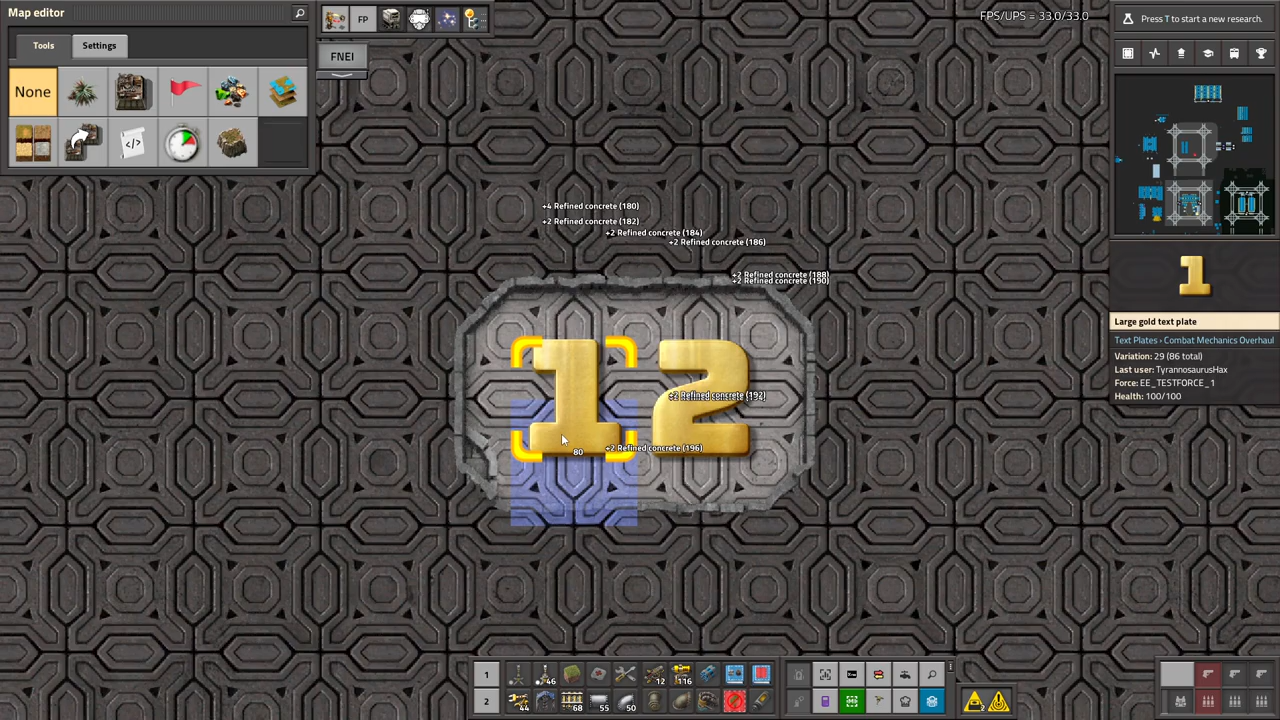 Map editor
FPS/UPS = 33.0/33.0
Press T to start a new research.
Tools
Settings
FP
FNEI
None
</>
+4 Refined concrete (180)
+2 Refined concrete (182)
+2 Refined concrete (184)
+2 Refined concrete (186)
+2 Refined concrete (188)
+2 Refined concrete (190)
1
Large gold text plate
Text Plates › Combat Mechanics Overhaul
Variation: 29 (86 total)
Last user: TyrannosaurusHax
Force: EE_TESTFORCE_1
Health: 100/100
12
+2 Refined concrete (192)
+2 Refined concrete (196)
80
1
46
12
116
2
44
68
55
50
2